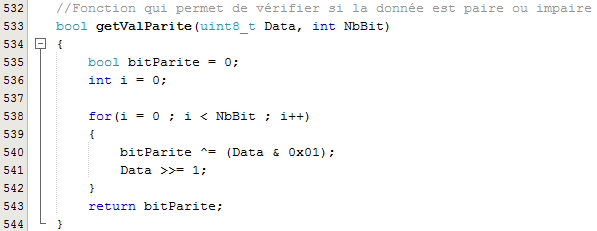 532 //Fonction qui permet de vérifier si la donnée est paire ou impaire
533 bool getValParite(uint8_t Data, int NbBit)
534 {
535 bool bitParite = 0;
536 int i = 0;
537
538 for(i = 0 ; i < NbBit ; i++)
539 {
540 bitParite ^= (Data & 0x01);
541 Data >>= 1;
542 }
543 return bitParite;
544 }